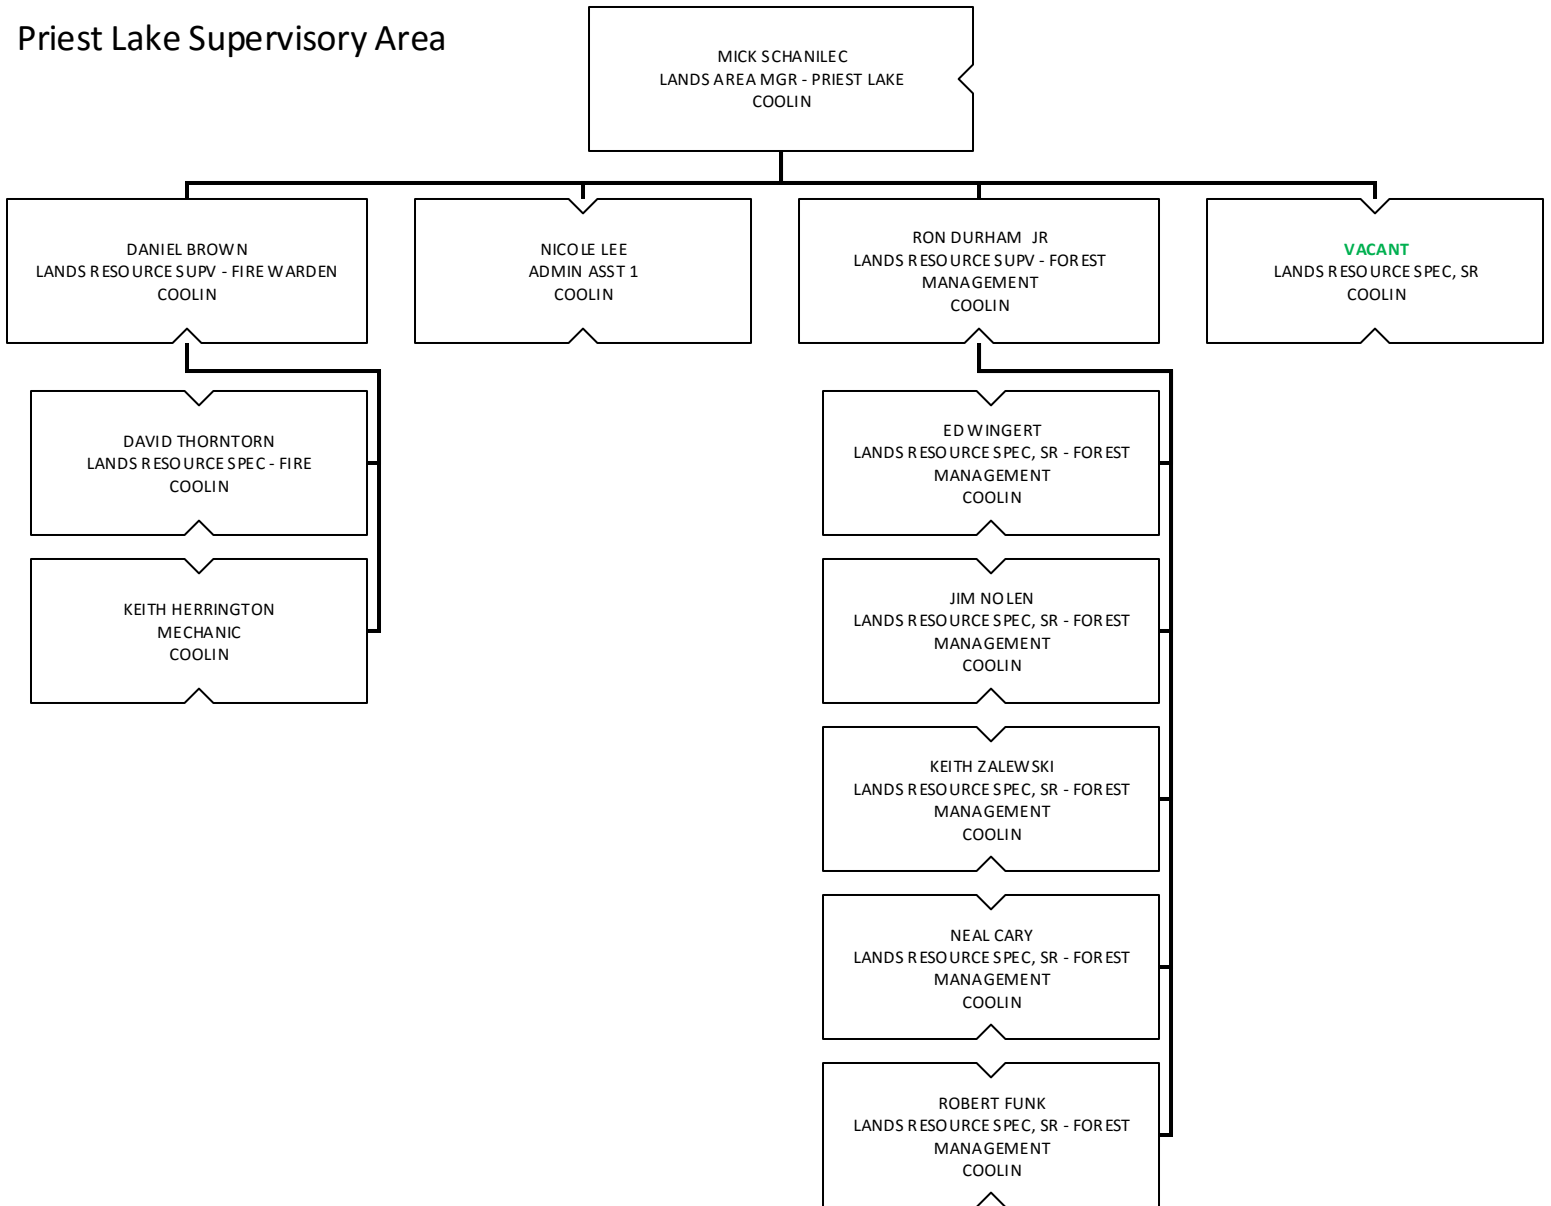 Priest Lake Supervisory Area
MICK SCHANILEC
LANDS AREA MGR - PRIEST LAKE
COOLIN
DANIEL BROWN
LANDS RESOURCE SUPV - FIRE WARDEN
COOLIN
NICOLE LEE
ADMIN ASST 1
COOLIN
RON DURHAM JR
LANDS RESOURCE SUPV - FOREST
MANAGEMENT
COOLIN
VACANT
LANDS RESOURCE SPEC, SR
COOLIN
DAVID THORNTORN
LANDS RESOURCE SPEC - FIRE
COOLIN
KEITH HERRINGTON
MECHANIC
COOLIN
ED WINGERT
LANDS RESOURCE SPEC, SR - FOREST
MANAGEMENT
COOLIN
JIM NOLEN
LANDS RESOURCE SPEC, SR - FOREST
MANAGEMENT
COOLIN
KEITH ZALEWSKI
LANDS RESOURCE SPEC, SR - FOREST
MANAGEMENT
COOLIN
NEAL CARY
LANDS RESOURCE SPEC, SR - FOREST
MANAGEMENT
COOLIN
ROBERT FUNK
LANDS RESOURCE SPEC, SR - FOREST
MANAGEMENT
COOLIN